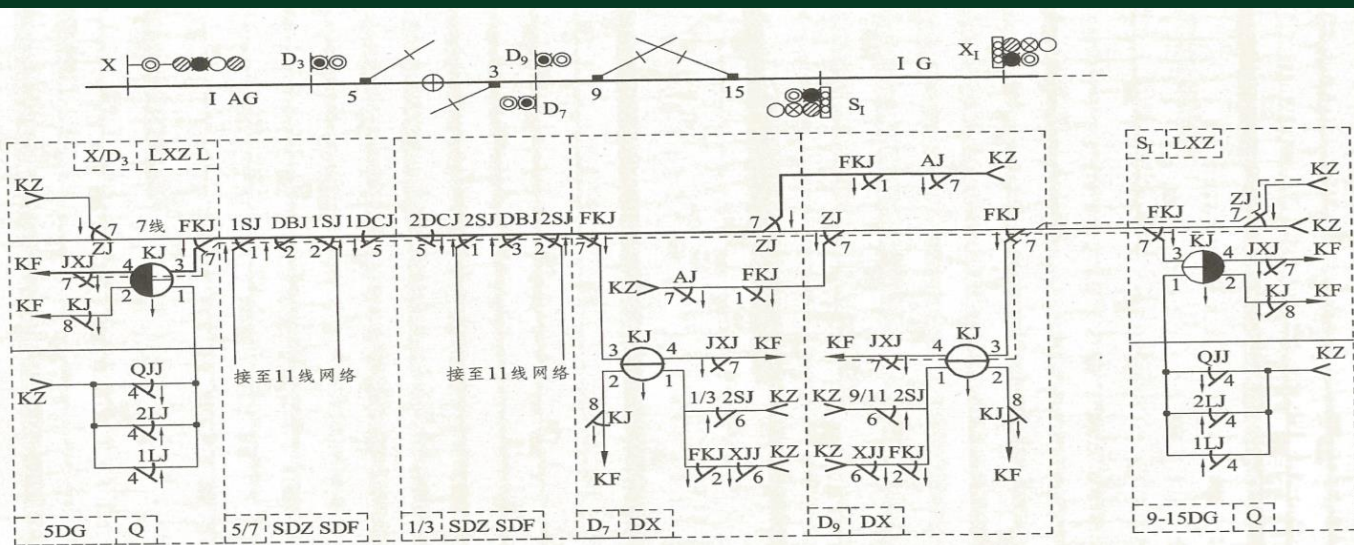 X
I AG
D₃
5
3
D₉
D₇
9
15
S_I
I G
X_I
X/D₃ LXZ L
KZ
7
ZJ
7线
FKJ
7
KJ
KF
JXJ
7
4
3
2
1
KF
KJ
8
KZ
QJJ
4
2LJ
4
1LJ
4
5DG Q
1SJ DBJ 1SJ 1DCJ
1 2 1 5
接至11线网络
5/7 SDZ SDF
2DCJ 2SJ DBJ 2SJ
5 1 3 2
接至11线网络
1/3 SDZ SDF
FKJ
7
FKJ AJ KZ
1 7
7
ZJ
KZ
AJ FKJ
7 1
KJ
3 4
2 1
JXJ KF
7
8
KJ
KF
1/3 2SJ KZ
6
FKJ XJJ KZ
2 6
D₇ DX
ZJ
7
FKJ
7
KF JXJ
7
KJ
4 3
1 2
KZ 9/11 2SJ
6
KZ
XJJ FKJ
6 2
8
KJ
KF
D₉ DX
S_I LXZ
KZ
ZJ
7
KZ
FKJ
7
3
KJ
4
1
2
JXJ KF
7
KJ KF
8
QJJ KZ
4
2LJ
4
1LJ
4
9-15DG Q